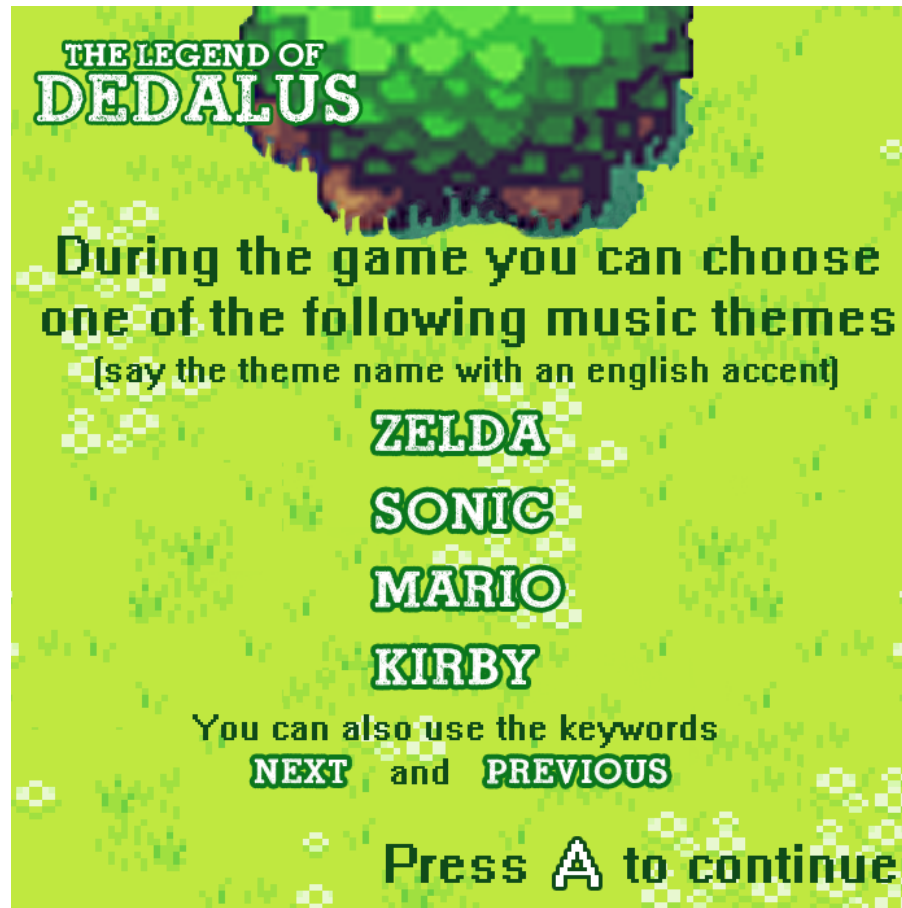 THE LEGEND OF
DEDALUS
During the game you can choose
one of the following music themes
(say the theme name with an english accent)
ZELDA
SONIC
MARIO
KIRBY
You can also use the keywords
NEXT and PREVIOUS
Press A to continue